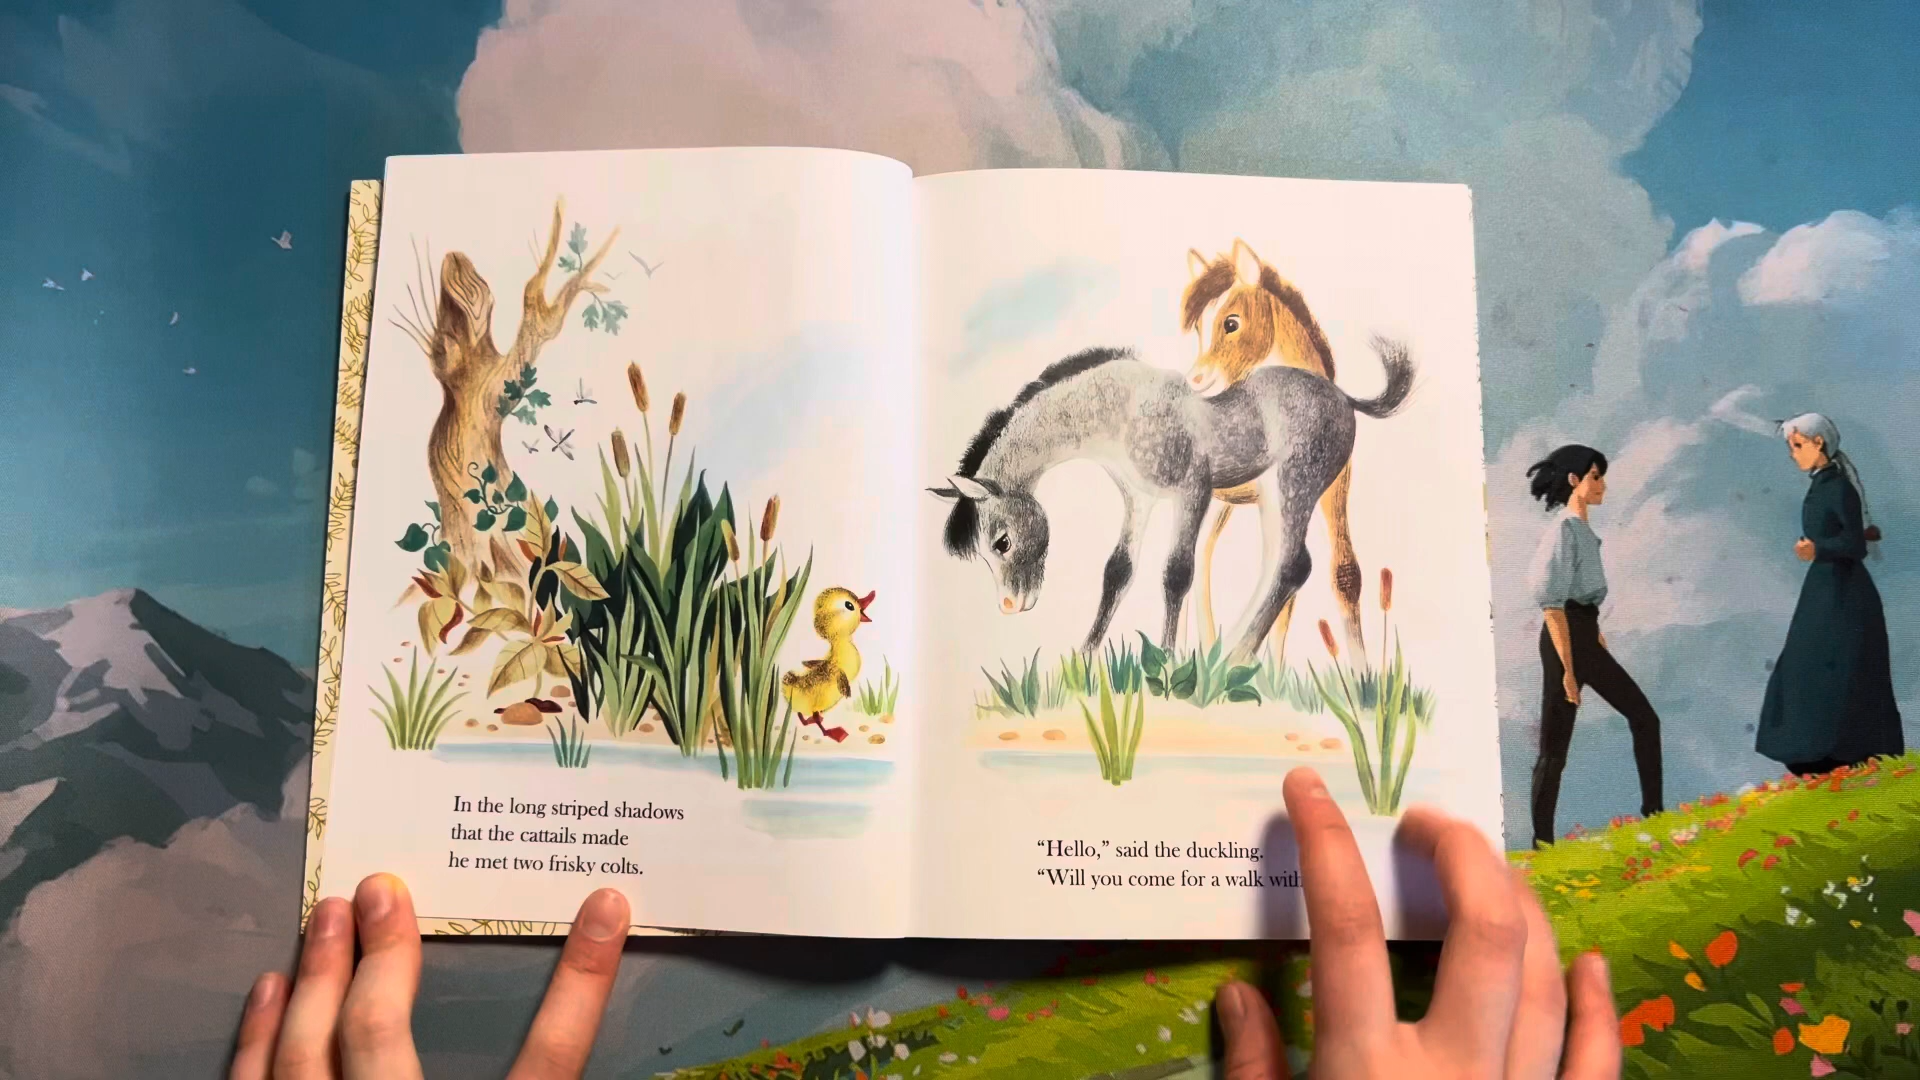 In the long striped shadows
that the cattails made
he met two frisky colts.
“Hello,” said the duckling.
“Will you come for a walk with